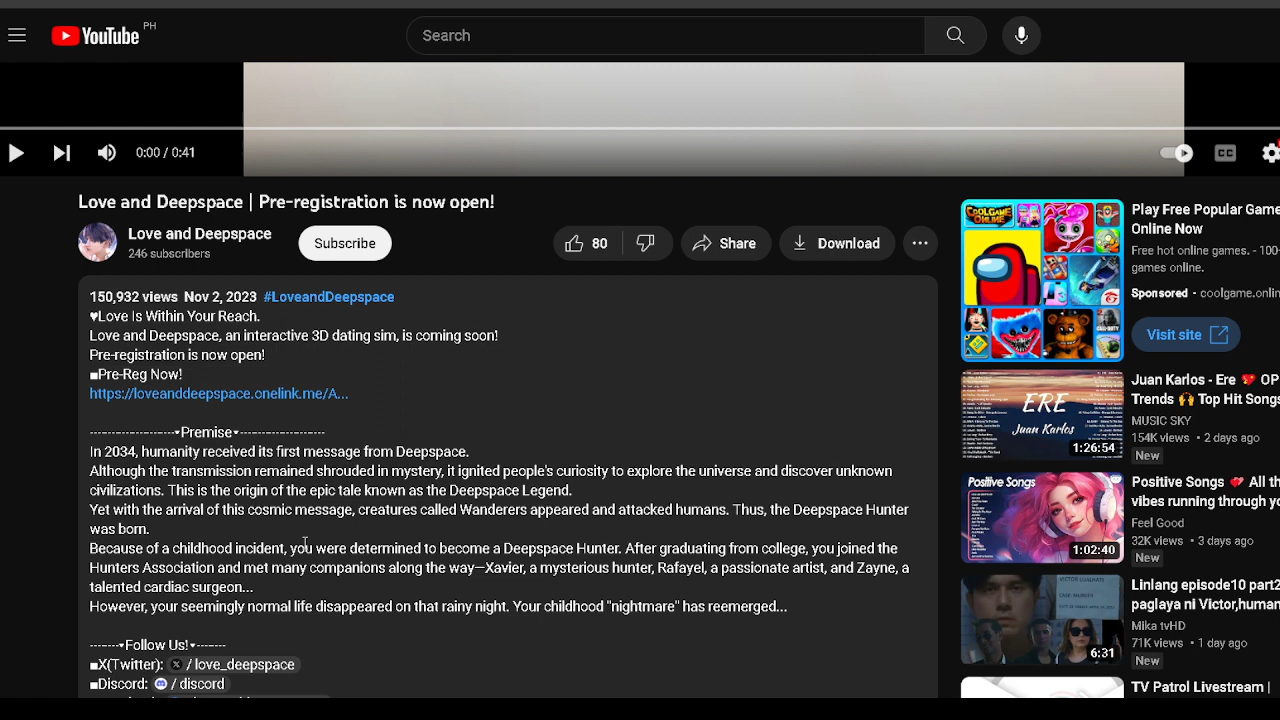 YouTube PH
Search
0:00 / 0:41
CC
Love and Deepspace | Pre-registration is now open!
Love and Deepspace
246 subscribers
Subscribe
80
Share
Download
150,932 views Nov 2, 2023 #LoveandDeepspace
♥Love Is Within Your Reach.
Love and Deepspace, an interactive 3D dating sim, is coming soon!
Pre-registration is now open!
■Pre-Reg Now!
https://loveanddeepspace.onelink.me/A...
----------------------♥Premise♥----------------------
humanity received its first message from Deepspace.
Although the transmission remained shrouded in mystery, it ignited people's curiosity to explore the universe and discover unknown
civilizations. This is the origin of the epic tale known as the Deepspace Legend.
Yet with the arrival of this cosmic message, creatures called Wanderers appeared and attacked humans. Thus, the Deepspace Hunter
was born.
Because of a childhood incident, you were determined to become a Deepspace Hunter. After graduating from college, you joined the
Hunters Association and met many companions along the way—Xavier, a mysterious hunter, Rafayel, a passionate artist, and Zayne, a
talented cardiac surgeon...
However, your seemingly normal life disappeared on that rainy night. Your childhood "nightmare" has reemerged...
-------♥Follow Us!♥-------
■X(Twitter): / love_deepspace
■Discord: / discord
COOLGAME ONLINE
Play Free Popular Game
Online Now
Free hot online games. - 100+
games online.
Sponsored · coolgame.onlin
Visit site
ERE
Juan Karlos
1:26:54
Juan Karlos - Ere ❤️ OP
Trends 🙌 Top Hit Songs
MUSIC SKY
134K views • 2 days ago
New
Positive Songs
1:02:40
Positive Songs ❤️ All th
vibes running through yo
Feel Good
32K views • 3 days ago
New
6:31
Linlang episode10 part2
paglaya ni Victor,human
Mika tvHD
71K views • 1 day ago
New
TV Patrol Livestream |